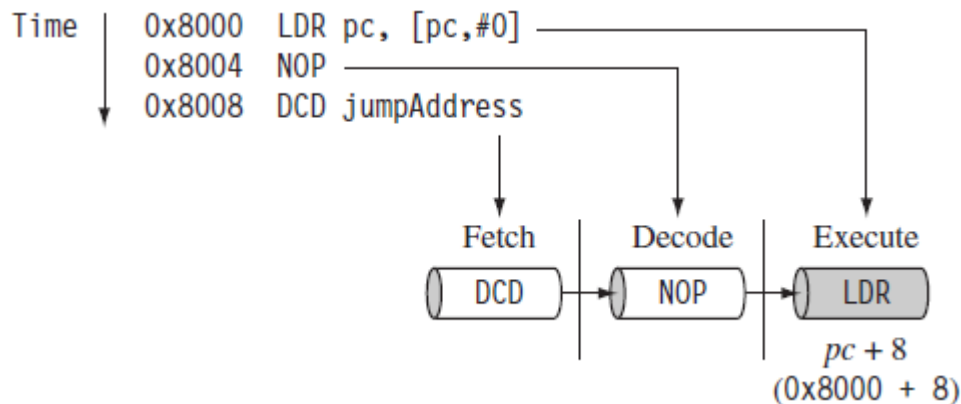 Time 0x8000 LDR pc, [pc,#0]
0x8004 NOP
0x8008 DCD jumpAddress
Fetch Decode Execute
DCD NOP LDR
pc + 8
(0x8000 + 8)